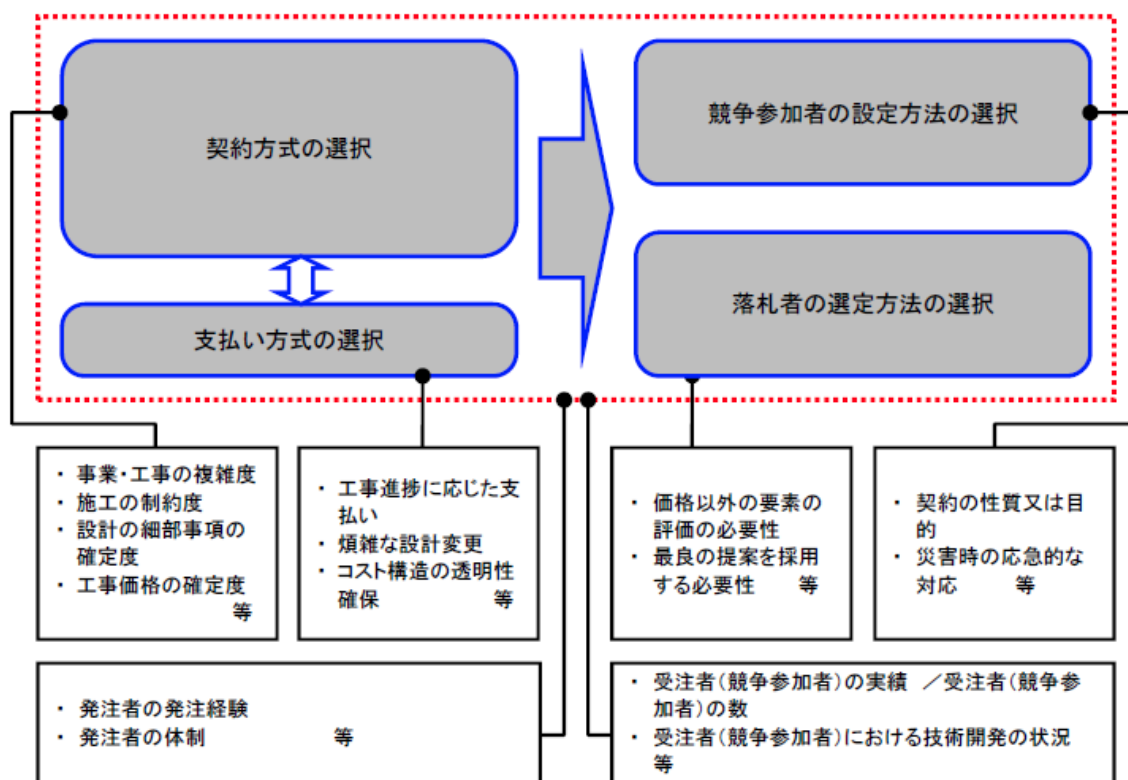 契約方式の選択
支払い方式の選択
競争参加者の設定方法の選択
落札者の選定方法の選択
・ 事業・工事の複雑度
・ 施工の制約度
・ 設計の細部事項の
確定度
・ 工事価格の確定度
等
・ 工事進捗に応じた支
払い
・ 煩雑な設計変更
・ コスト構造の透明性
確保 等
・ 価格以外の要素の
評価の必要性
・ 最良の提案を採用
する必要性 等
・ 契約の性質又は目
的
・ 災害時の応急的な
対応 等
・ 発注者の発注経験
・ 発注者の体制 等
・ 受注者(競争参加者)の実績 /受注者(競争参
加者)の数
・ 受注者(競争参加者)における技術開発の状況
等